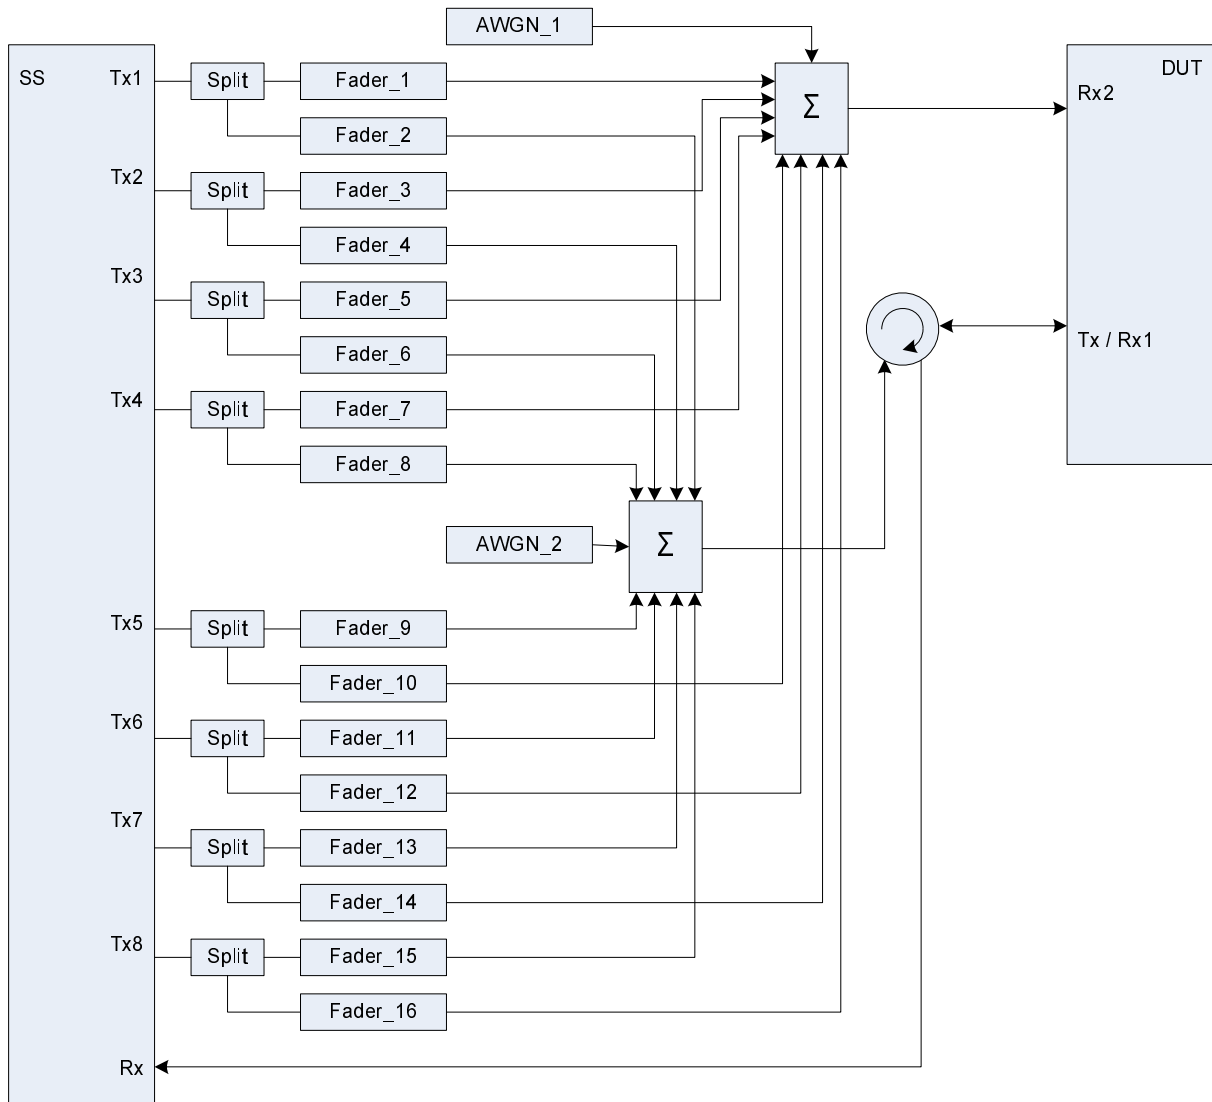 AWGN_1
SS
Tx1
Split
Fader_1
Σ
DUT
Rx2
Fader_2
Tx2
Split
Fader_3
Fader_4
Tx3
Split
Fader_5
Fader_6
Tx / Rx1
Tx4
Split
Fader_7
Fader_8
AWGN_2
Σ
Tx5
Split
Fader_9
Fader_10
Tx6
Split
Fader_11
Fader_12
Tx7
Split
Fader_13
Fader_14
Tx8
Split
Fader_15
Fader_16
Rx